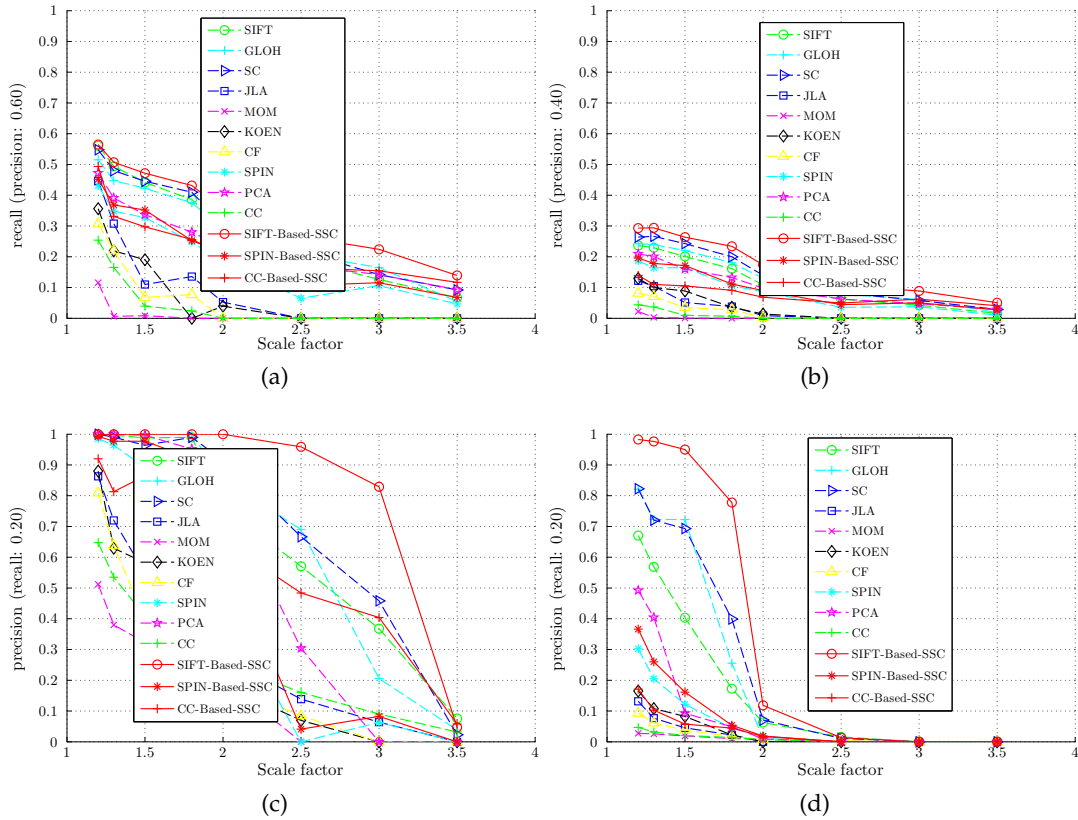 1
0.9
0.8
0.7
0.6
0.5
0.4
0.3
0.2
0.1
0
1
1.5
2
2.5
3
3.5
4
recall (precision: 0.60)
Scale factor
SIFT
GLOH
SC
JLA
MOM
KOEN
CF
SPIN
PCA
CC
SIFT-Based-SSC
SPIN-Based-SSC
CC-Based-SSC
(a)
1
0.9
0.8
0.7
0.6
0.5
0.4
0.3
0.2
0.1
0
1
1.5
2
2.5
3
3.5
4
recall (precision: 0.40)
Scale factor
SIFT
GLOH
SC
JLA
MOM
KOEN
CF
SPIN
PCA
CC
SIFT-Based-SSC
SPIN-Based-SSC
CC-Based-SSC
(b)
1
0.9
0.8
0.7
0.6
0.5
0.4
0.3
0.2
0.1
0
1
1.5
2
2.5
3
3.5
4
precision (recall: 0.20)
Scale factor
SIFT
GLOH
SC
JLA
MOM
KOEN
CF
SPIN
PCA
CC
SIFT-Based-SSC
SPIN-Based-SSC
CC-Based-SSC
(c)
1
0.9
0.8
0.7
0.6
0.5
0.4
0.3
0.2
0.1
0
1
1.5
2
2.5
3
3.5
4
precision (recall: 0.20)
Scale factor
SIFT
GLOH
SC
JLA
MOM
KOEN
CF
SPIN
PCA
CC
SIFT-Based-SSC
SPIN-Based-SSC
CC-Based-SSC
(d)